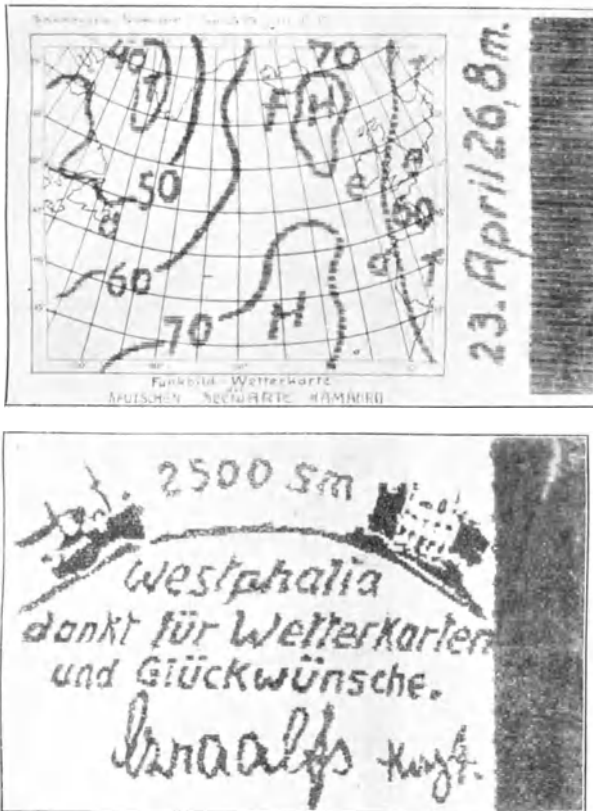 40 T 70
F H
50 e a
60
60
70 H
23. April 26,8 m.
Funkbild-Wetterkarte
DEUTSCHEN SEEWARTE HAMBURG
2500 Sm
Westphalia
dankt für Wetterkarten
und Glückwünsche.